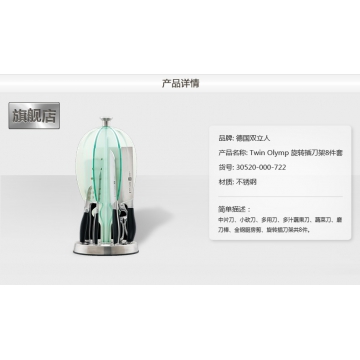 产品详情
旗舰店
品牌: 德国双立人
产品名称: Twin Olymp 旋转插刀架8件套
货号: 30520-000-722
材质: 不锈钢
简单描述:
中片刀、小砍刀、多用刀、多汁蔬果刀、蔬菜刀、磨
刀棒、全钢厨房剪、旋转插刀架共8件。